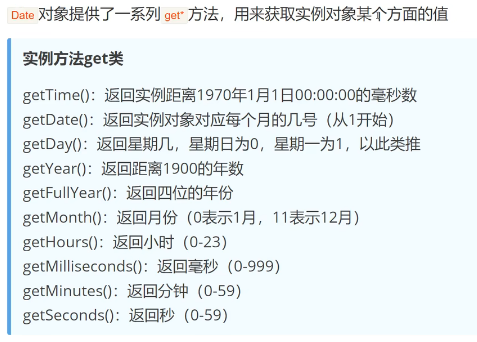 Date 对象提供了一系列 get* 方法，用来获取实例对象某个方面的值
实例方法get类
getTime()：返回实例距离1970年1月1日00:00:00的毫秒数
getDate()：返回实例对象对应每个月的几号（从1开始）
getDay()：返回星期几，星期日为0，星期一为1，以此类推
getYear()：返回距离1900的年数
getFullYear()：返回四位的年份
getMonth()：返回月份（0表示1月，11表示12月）
getHours()：返回小时（0-23）
getMilliseconds()：返回毫秒（0-999）
getMinutes()：返回分钟（0-59）
getSeconds()：返回秒（0-59）